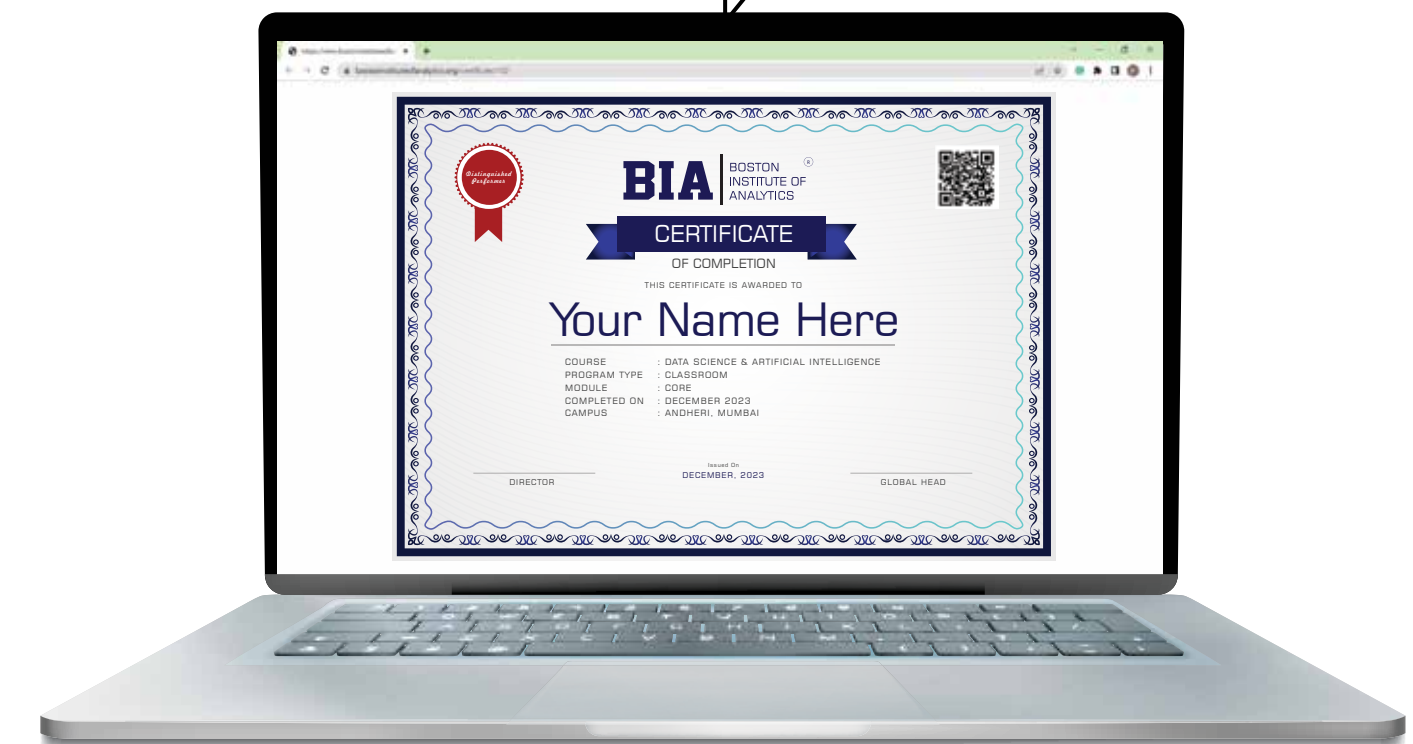 Distinguished
Performer
BIA
BOSTON
INSTITUTE OF
ANALYTICS
®
CERTIFICATE
OF COMPLETION
THIS CERTIFICATE IS AWARDED TO
Your Name Here
COURSE : DATA SCIENCE & ARTIFICIAL INTELLIGENCE
PROGRAM TYPE : CLASSROOM
MODULE : CORE
COMPLETED ON : DECEMBER 2023
CAMPUS : ANDHERI, MUMBAI
Issued On
DECEMBER, 2023
DIRECTOR
GLOBAL HEAD